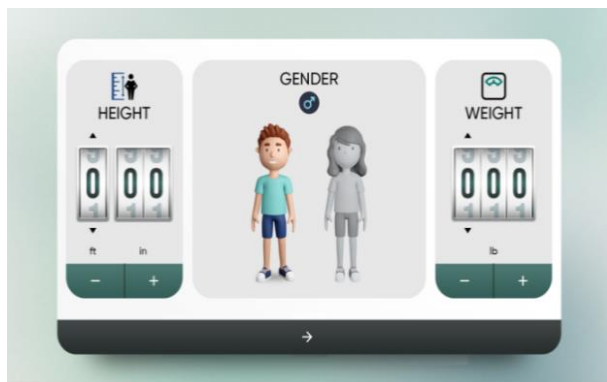 HEIGHT
0 0 0
ft in
− +
GENDER
WEIGHT
0 0 0
lb
− +